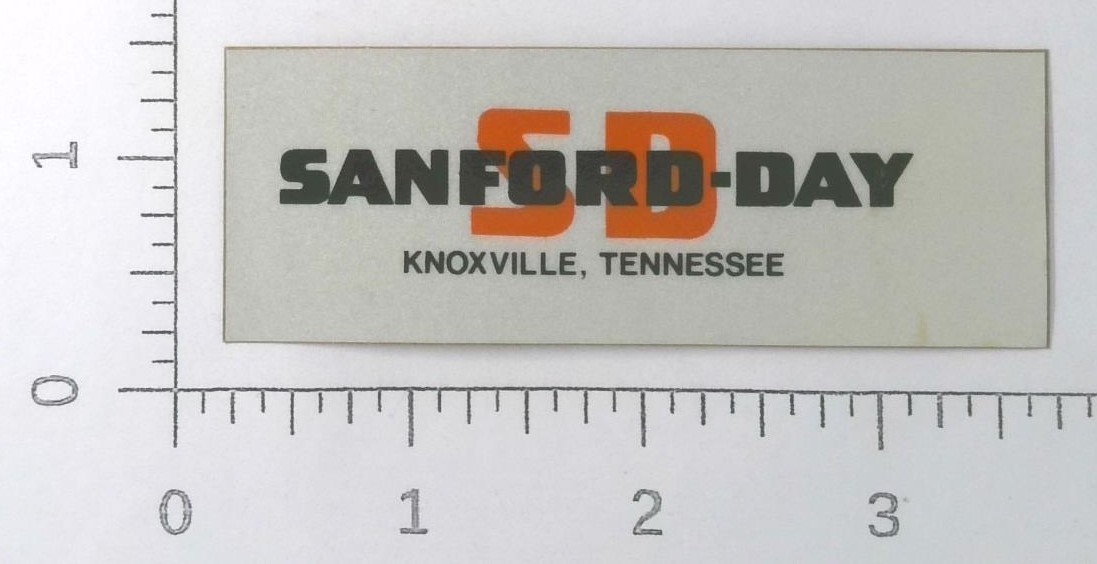 SD
SANFORD-DAY
KNOXVILLE, TENNESSEE
1
0
0 1 2 3